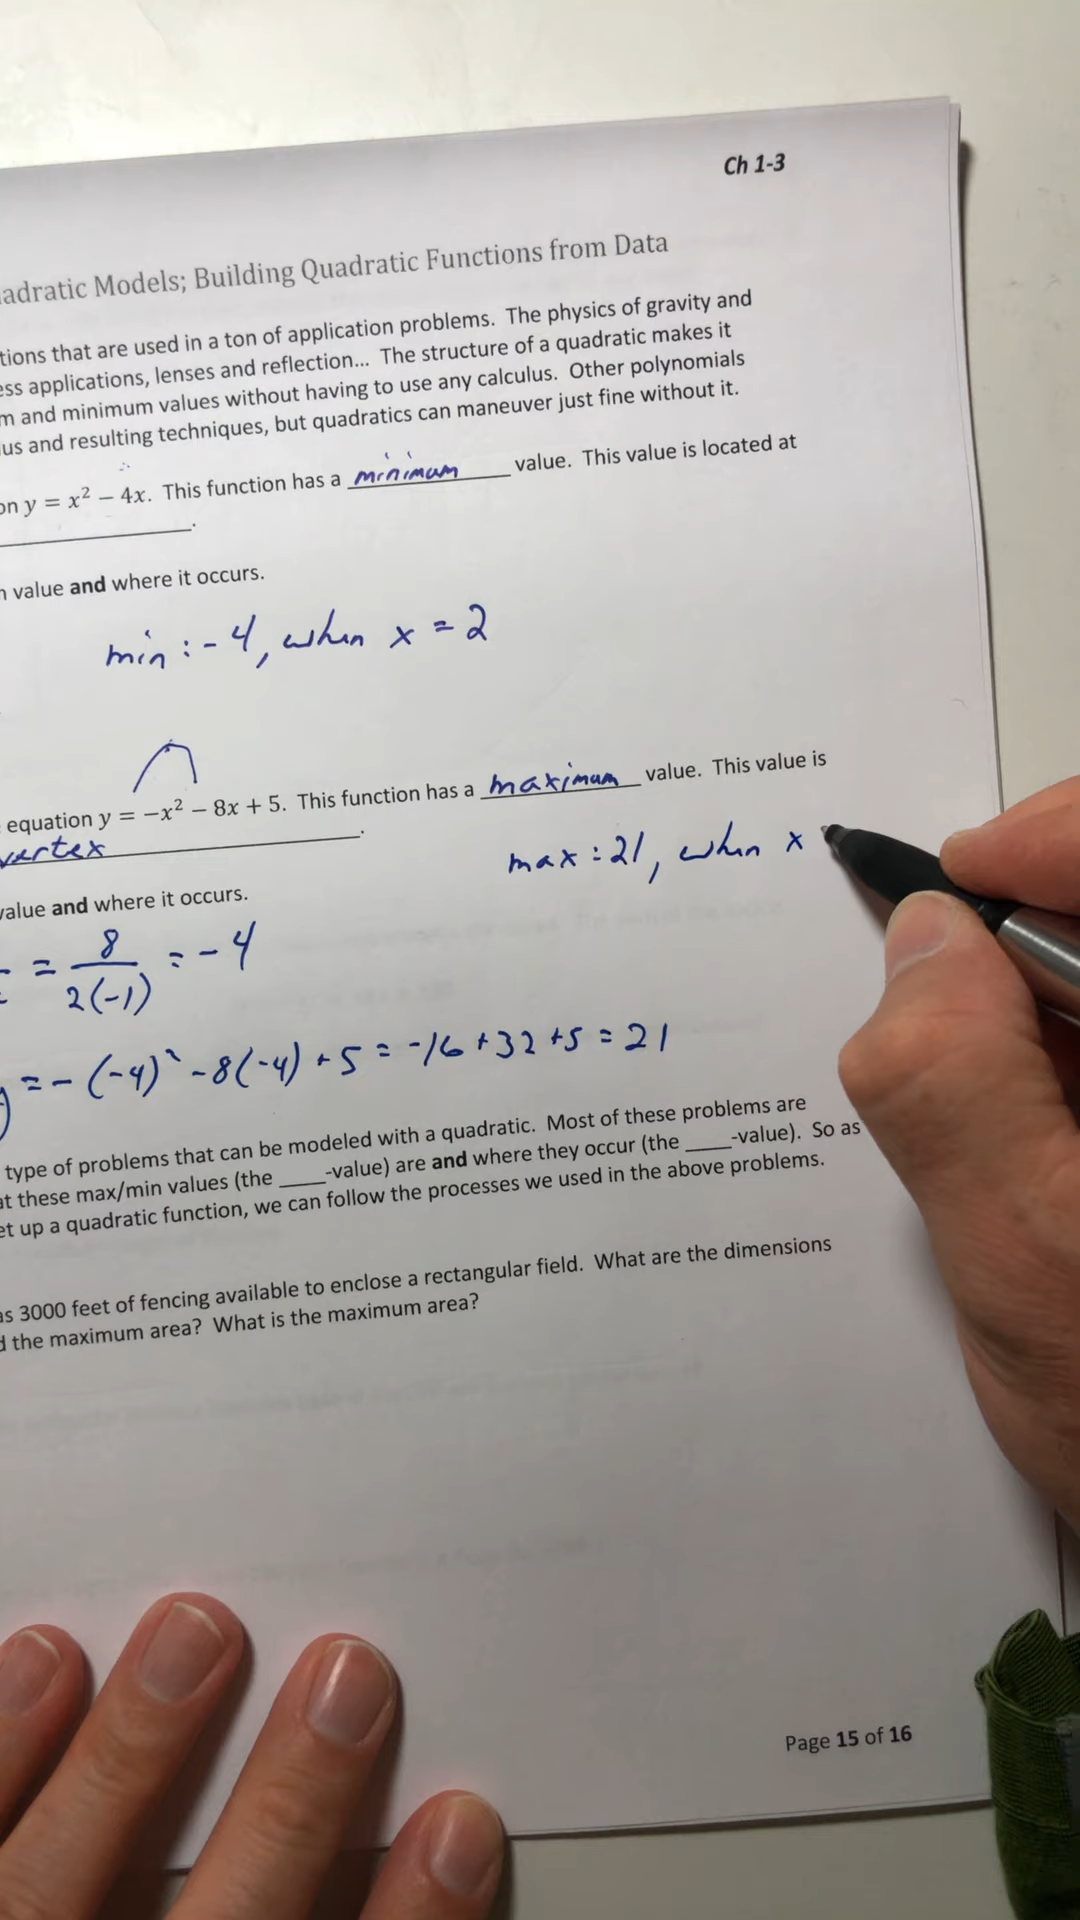 Ch 1-3
adratic Models; Building Quadratic Functions from Data
tions that are used in a ton of application problems. The physics of gravity and
ess applications, lenses and reflection... The structure of a quadratic makes it
m and minimum values without having to use any calculus. Other polynomials
lus and resulting techniques, but quadratics can maneuver just fine without it.
on y = x² − 4x. This function has a minimum value. This value is located at
_____.
n value and where it occurs.
min : - 4, when x = 2
equation y = −x² − 8x + 5. This function has a maximum value. This value is
vertex.
max : 21, when x
value and where it occurs.
= 8 / 2(-1) = - 4
y = - (-4)² - 8(-4) + 5 = -16 + 32 + 5 = 21
type of problems that can be modeled with a quadratic. Most of these problems are
at these max/min values (the ____-value) are and where they occur (the ____-value). So as
et up a quadratic function, we can follow the processes we used in the above problems.
as 3000 feet of fencing available to enclose a rectangular field. What are the dimensions
d the maximum area? What is the maximum area?
Page 15 of 16